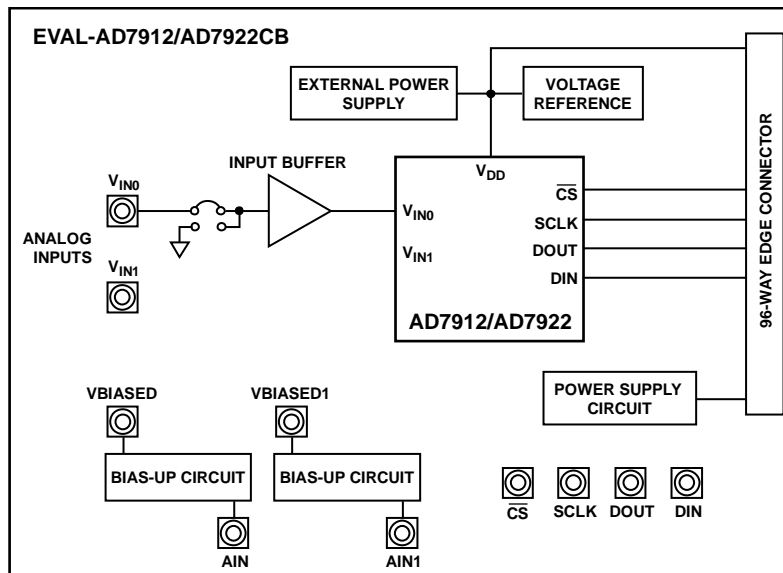 EVAL-AD7912/AD7922CB
EXTERNAL POWER
SUPPLY
VOLTAGE
REFERENCE
INPUT BUFFER
VIN0
ANALOG
INPUTS
VIN1
VDD
VIN0
VIN1
C̅S̅
SCLK
DOUT
DIN
AD7912/AD7922
96-WAY EDGE CONNECTOR
POWER SUPPLY
CIRCUIT
VBIASED
VBIASED1
BIAS-UP CIRCUIT
BIAS-UP CIRCUIT
AIN
AIN1
C̅S̅
SCLK
DOUT
DIN